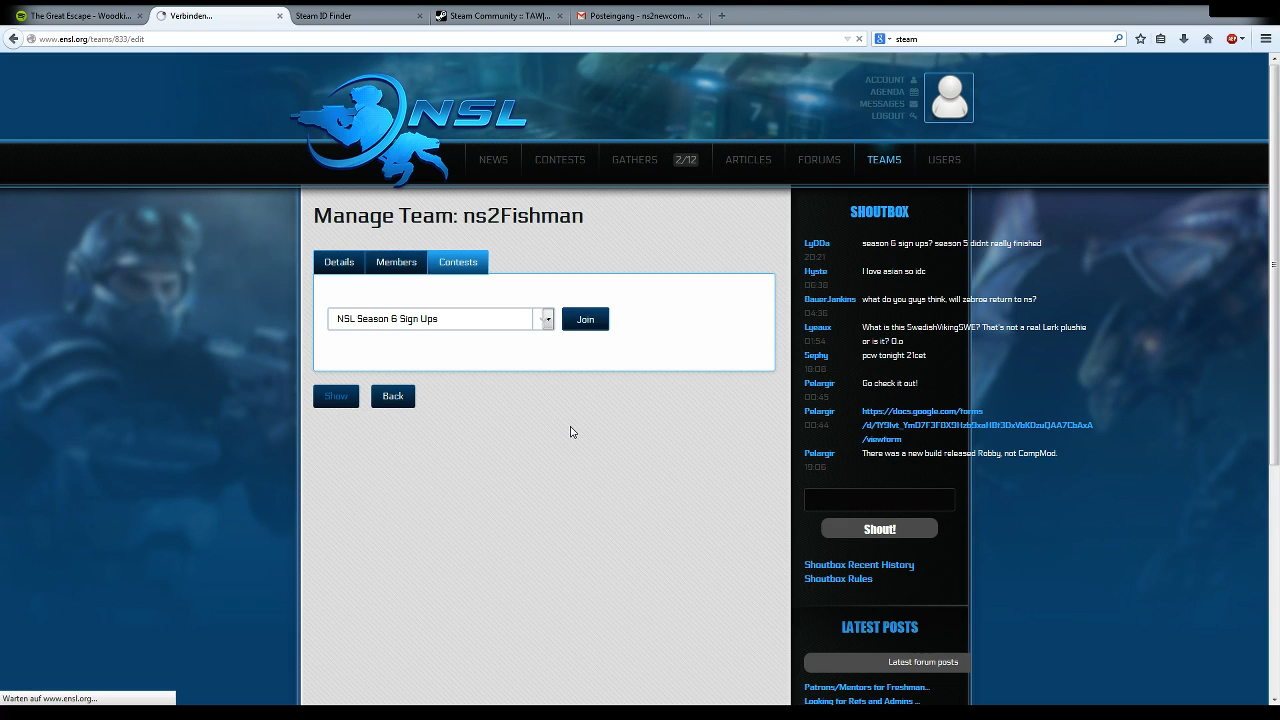 The Great Escape - Woodki...
Verbinden...
Steam ID Finder
Steam Community :: TAW|...
Posteingang - ns2newcom...
www.ensl.org/teams/833/edit
steam
ACCOUNT
AGENDA
MESSAGES
LOGOUT
NSL
NEWS
CONTESTS
GATHERS 2/12
ARTICLES
FORUMS
TEAMS
USERS
Manage Team: ns2Fishman
Details
Members
Contests
NSL Season 6 Sign Ups
Join
Show
Back
SHOUTBOX
LyDDa season 6 sign ups? season 5 didnt really finished
20:21
Hyste I love asian so idc
06:38
BauerJankins what do you guys think, will zebroe return to ns?
04:36
Lyeaux What is this SwedishVikingSWE? That's not a real Lerk plushie
01:54 or is it? O.o
Sephy pcw tonight 21cet
18:08
Pelargir Go check it out!
00:45
Pelargir https://docs.google.com/forms
00:44
/viewform
Pelargir There was a new build released Robby, not CompMod.
19:06
Shout!
Shoutbox Recent History
Shoutbox Rules
LATEST POSTS
Latest forum posts
Patrons/Mentors for Freshman...
Looking for Refs and Admins ...
Warten auf www.ensl.org...